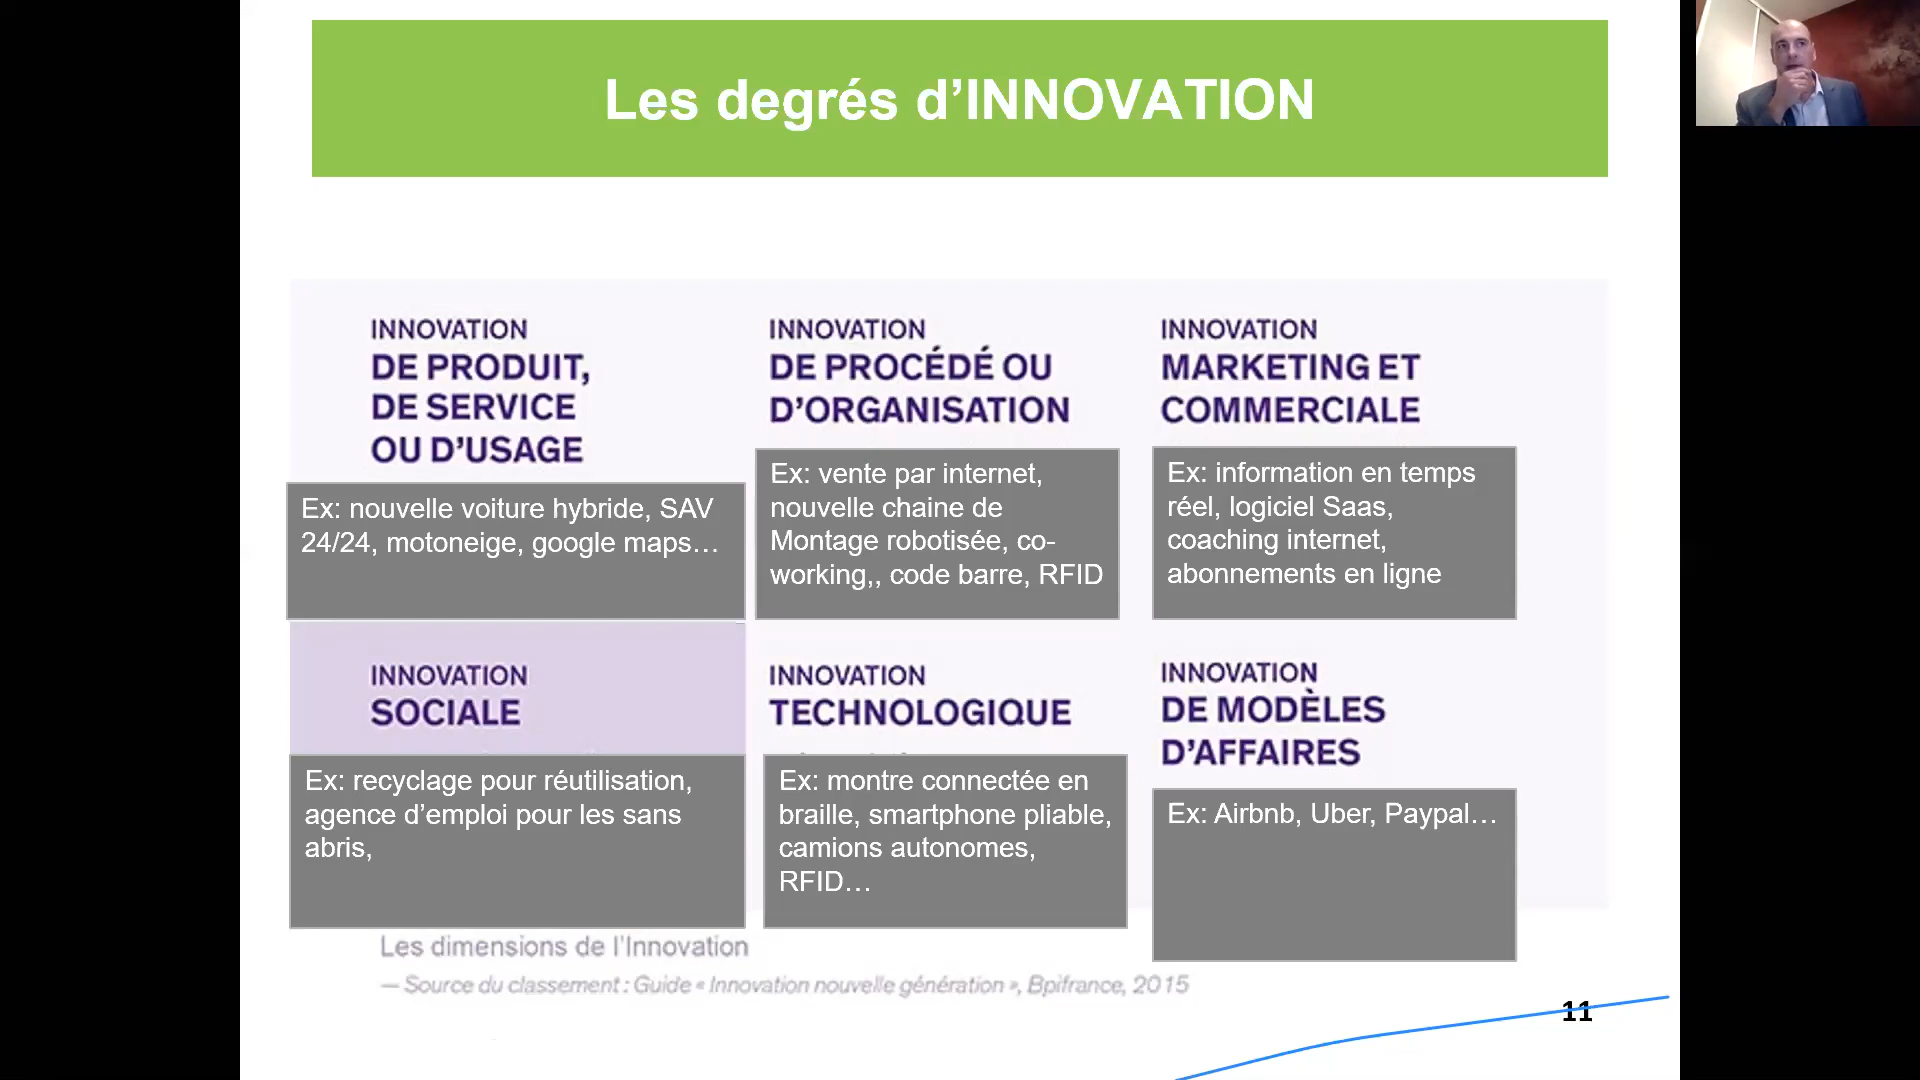 Les degrés d’INNOVATION
INNOVATION
DE PRODUIT,
DE SERVICE
OU D’USAGE
Ex: nouvelle voiture hybride, SAV
24/24, motoneige, google maps…
INNOVATION
DE PROCÉDÉ OU
D’ORGANISATION
Ex: vente par internet,
nouvelle chaine de
Montage robotisée, co-
working,, code barre, RFID
INNOVATION
MARKETING ET
COMMERCIALE
Ex: information en temps
réel, logiciel Saas,
coaching internet,
abonnements en ligne
INNOVATION
SOCIALE
Ex: recyclage pour réutilisation,
agence d’emploi pour les sans
abris,
INNOVATION
TECHNOLOGIQUE
Ex: montre connectée en
braille, smartphone pliable,
camions autonomes,
RFID…
INNOVATION
DE MODÈLES
D’AFFAIRES
Ex: Airbnb, Uber, Paypal…
Les dimensions de l’Innovation
— Source du classement : Guide « Innovation nouvelle génération », Bpifrance, 2015
11